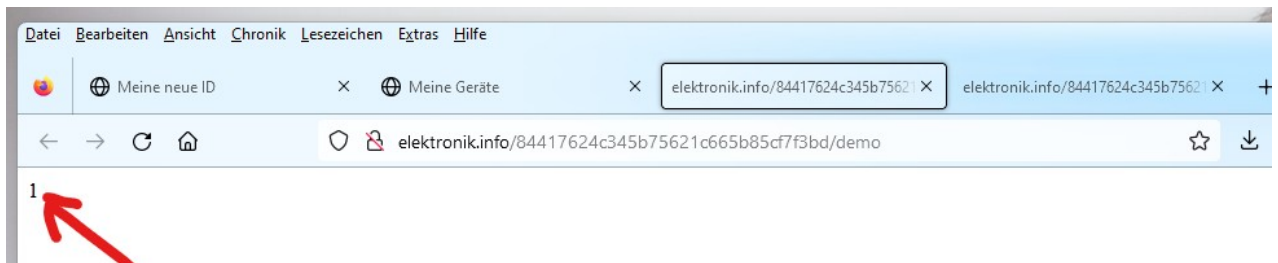 Datei Bearbeiten Ansicht Chronik Lesezeichen Extras Hilfe
Meine neue ID Meine Geräte elektronik.info/84417624c345b7562 elektronik.info/84417624c345b7562
elektronik.info/84417624c345b75621c665b85cf7f3bd/demo
1